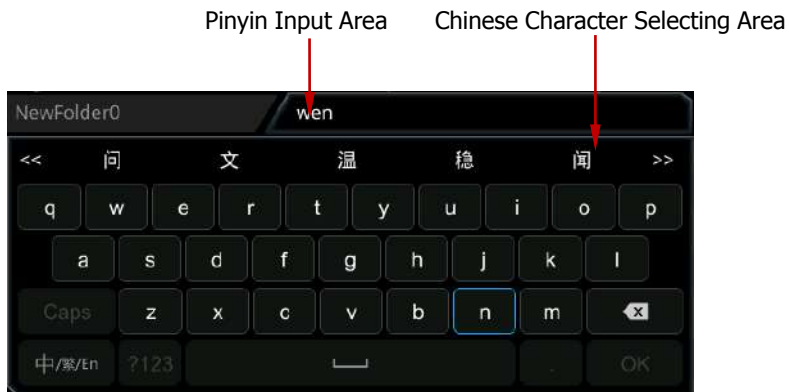 Pinyin Input Area Chinese Character Selecting Area
NewFolder0 wen
<< 问 文 温 稳 闻 >>
q w e r t y u i o p
a s d f g h j k l
Caps z x c v b n m x
中/繁/En ?123 . OK